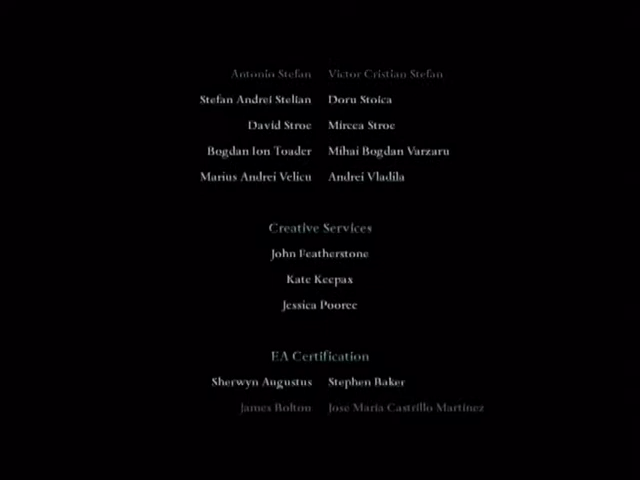 Antonio Stefan Victor Cristian Stefan
Stefan Andrei Stelian Doru Stoica
David Stroe Mircea Stroe
Bogdan Ion Toader Mihai Bogdan Varzaru
Marius Andrei Velicu Andrei Vladila
Creative Services
John Featherstone
Kate Keepax
Jessica Pooree
EA Certification
Sherwyn Augustus Stephen Baker
James Bolton Jose Maria Castrillo Martinez